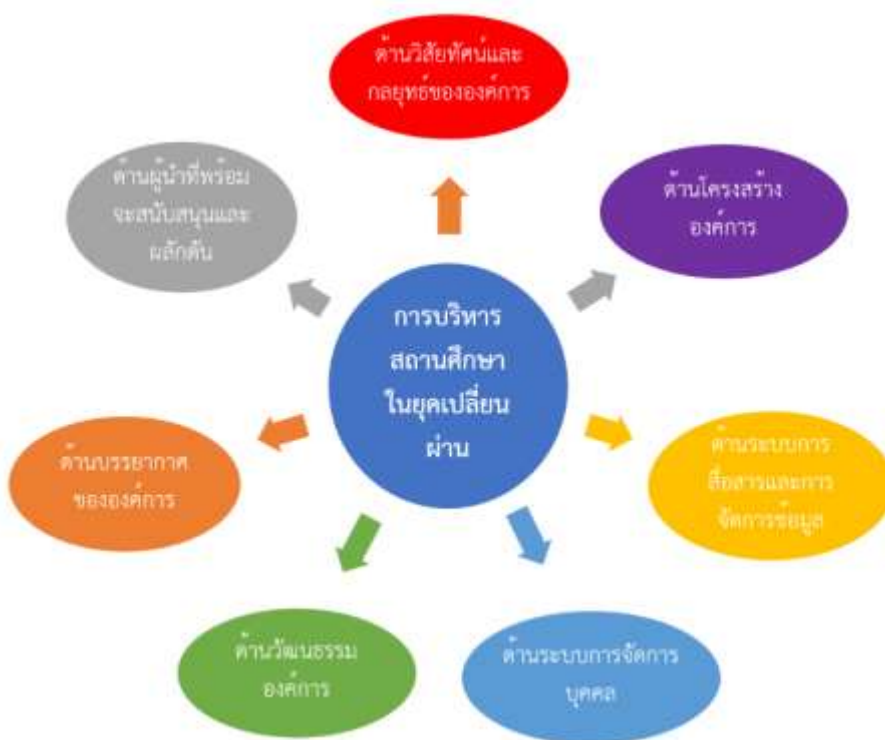 ด้านวิสัยทัศน์และ
กลยุทธ์ขององค์การ
ด้านผู้นำที่พร้อม
จะสนับสนุนและ
ผลักดัน
ด้านโครงสร้าง
องค์การ
การบริหาร
สถานศึกษา
ในยุคเปลี่ยน
ผ่าน
ด้านบรรยากาศ
ขององค์การ
ด้านระบบการ
สื่อสารและการ
จัดการข้อมูล
ด้านวัฒนธรรม
องค์การ
ด้านระบบการจัดการ
บุคคล